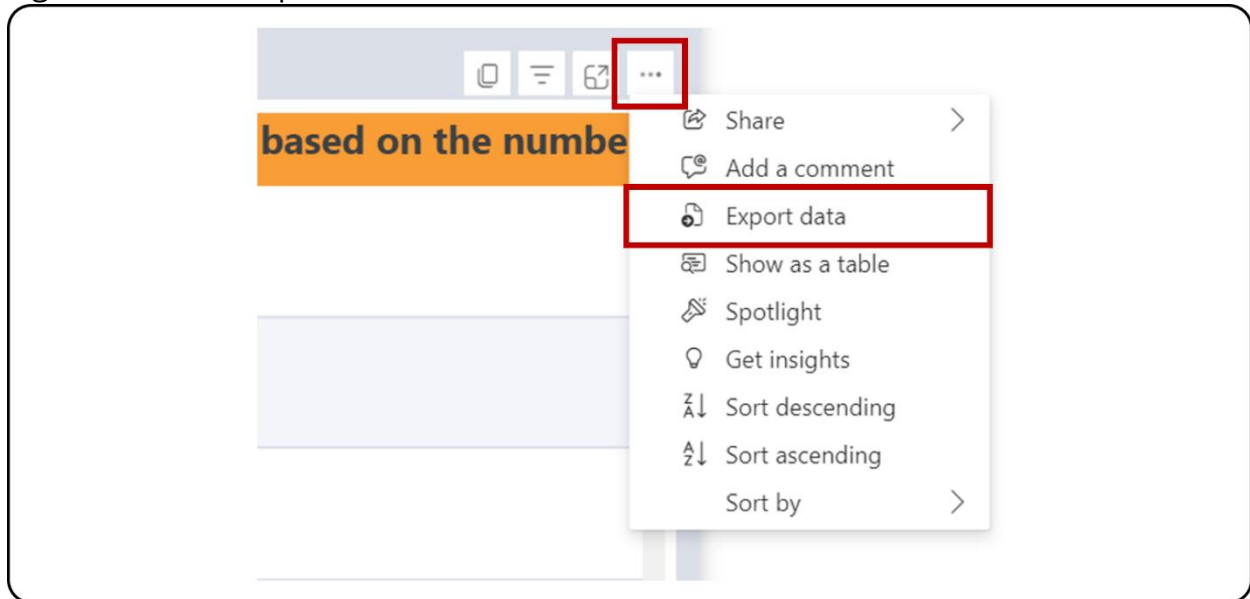 ...
based on the numbe
Share
Add a comment
Export data
Show as a table
Spotlight
Get insights
Sort descending
Sort ascending
Sort by